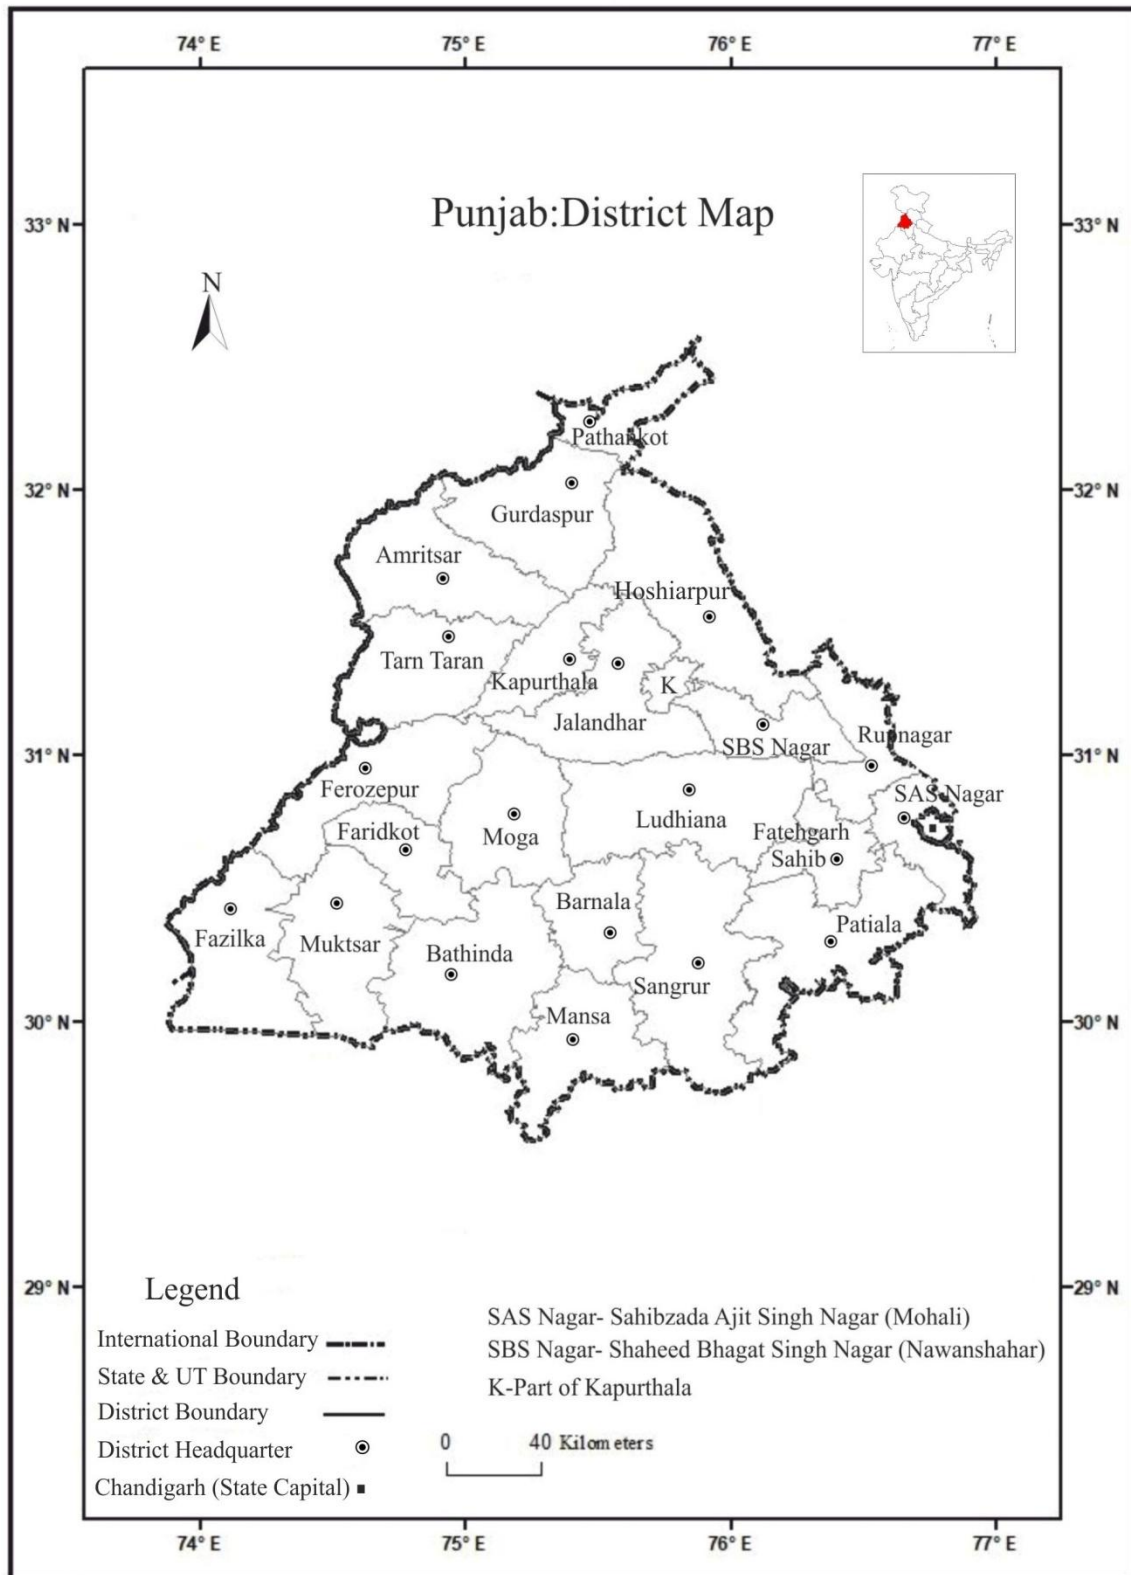 74° E 75° E 76° E 77° E
Punjab:District Map
33° N 33° N
N
Pathankot
32° N 32° N
Gurdaspur
Amritsar
Hoshiarpur
Tarn Taran
Kapurthala
K
Jalandhar
SBS Nagar
Rupnagar
31° N 31° N
Ferozepur
SAS Nagar
Faridkot
Moga
Ludhiana
Fatehgarh
Sahib
Barnala
Patiala
Fazilka
Muktsar
Bathinda
Sangrur
Mansa
30° N 30° N
29° N 29° N
Legend
International Boundary
State & UT Boundary
District Boundary
District Headquarter
Chandigarh (State Capital)
SAS Nagar- Sahibzada Ajit Singh Nagar (Mohali)
SBS Nagar- Shaheed Bhagat Singh Nagar (Nawanshahar)
K-Part of Kapurthala
0 40 Kilometers
74° E 75° E 76° E 77° E